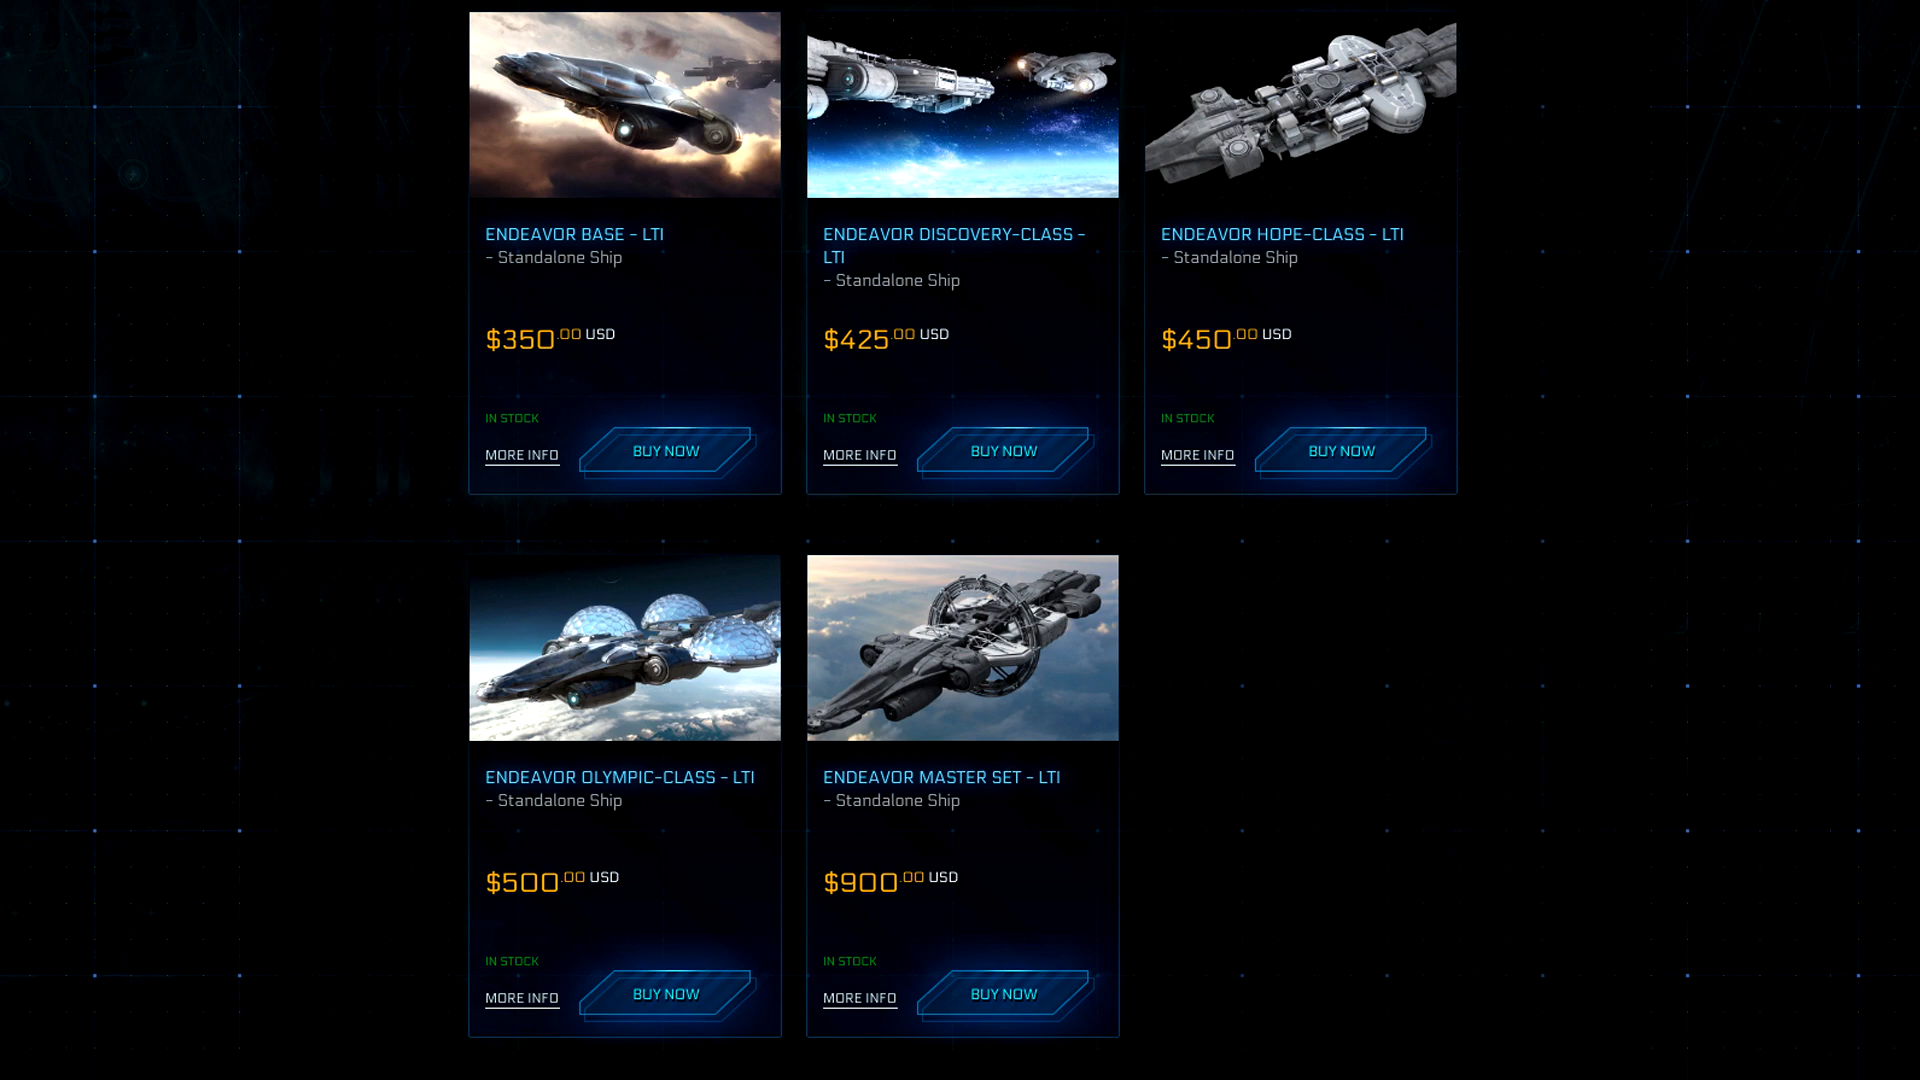 ENDEAVOR BASE - LTI
- Standalone Ship
$350.00 USD
IN STOCK
MORE INFO
BUY NOW
ENDEAVOR DISCOVERY-CLASS -
LTI
- Standalone Ship
$425.00 USD
IN STOCK
MORE INFO
BUY NOW
ENDEAVOR HOPE-CLASS - LTI
- Standalone Ship
$450.00 USD
IN STOCK
MORE INFO
BUY NOW
ENDEAVOR OLYMPIC-CLASS - LTI
- Standalone Ship
$500.00 USD
IN STOCK
MORE INFO
BUY NOW
ENDEAVOR MASTER SET - LTI
- Standalone Ship
$900.00 USD
IN STOCK
MORE INFO
BUY NOW